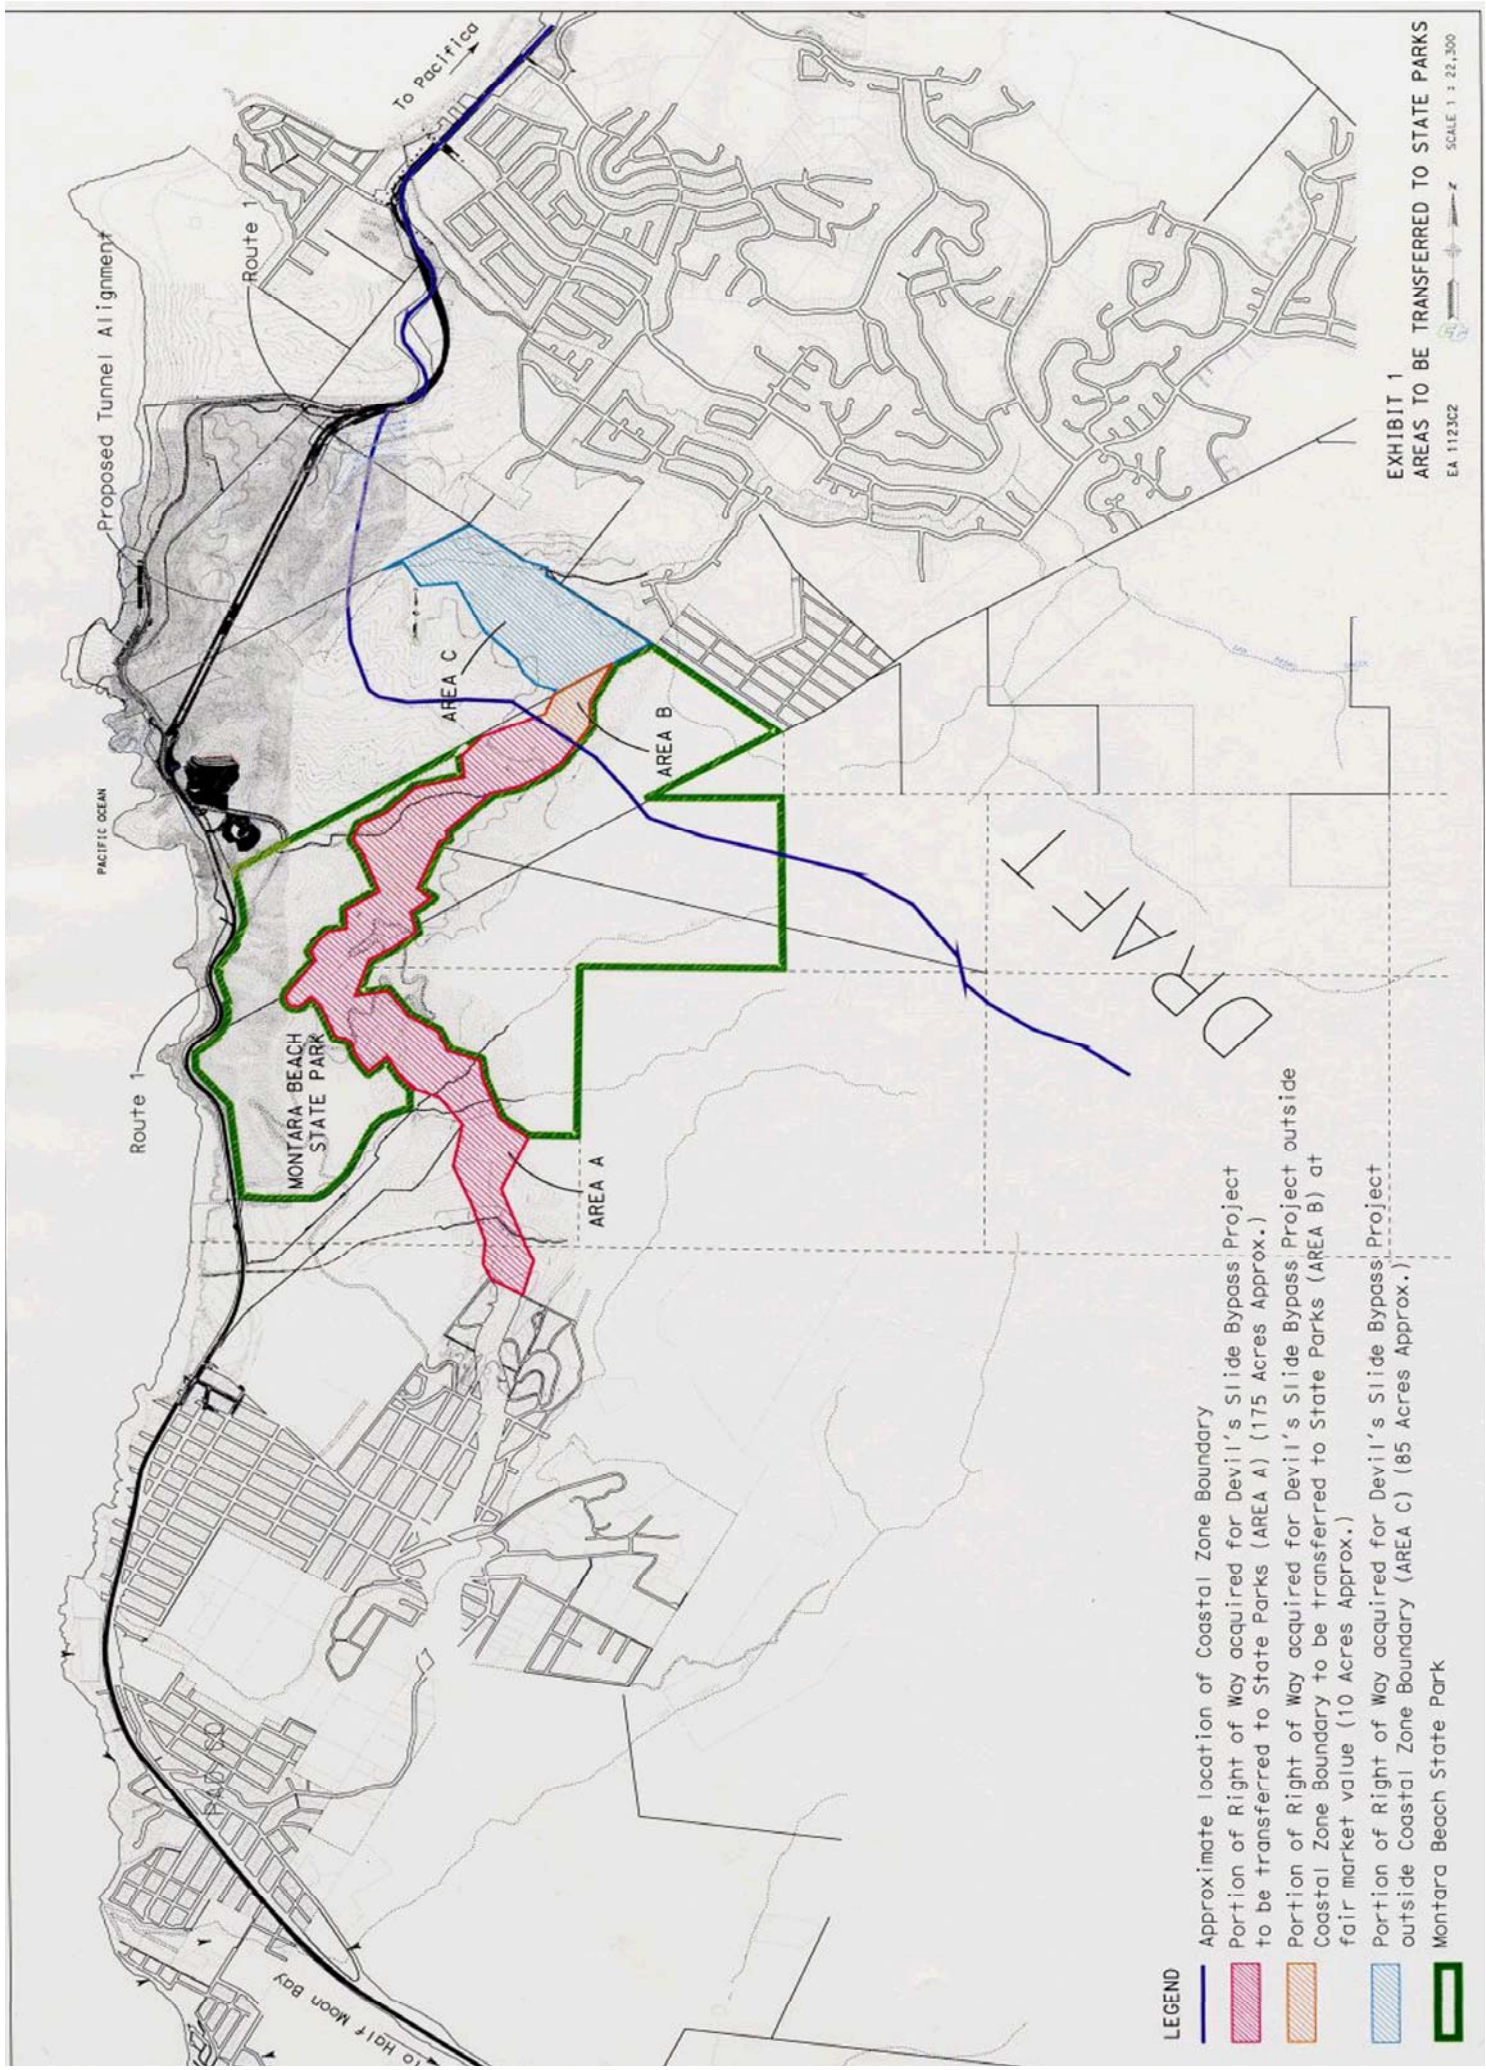 To Pacifica
Route 1
Proposed Tunnel Alignment
PACIFIC OCEAN
AREA C
AREA B
MONTARA BEACH
STATE PARK
Route 1
AREA A
To Half Moon Bay
DRAFT
LEGEND
Approximate location of Coastal Zone Boundary
Portion of Right of Way acquired for Devil's Slide Bypass Project
to be transferred to State Parks (AREA A) (175 Acres Approx.)
Portion of Right of Way acquired for Devil's Slide Bypass Project outside
Coastal Zone Boundary to be transferred to State Parks (AREA B) at
fair market value (10 Acres Approx.)
Portion of Right of Way acquired for Devil's Slide Bypass Project
outside Coastal Zone Boundary (AREA C) (85 Acres Approx.)
Montara Beach State Park
EXHIBIT 1
AREAS TO BE TRANSFERRED TO STATE PARKS
EA 1123C2
SCALE 1 : 22,300